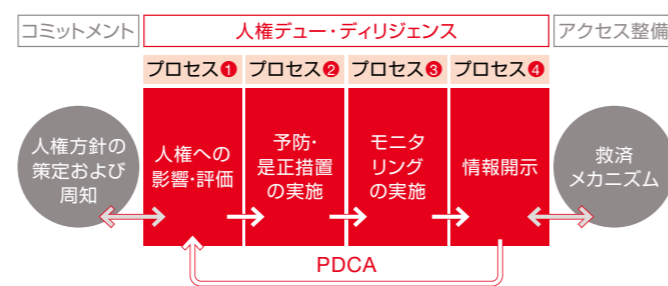 コミットメント
人権デュー・ディリジェンス
アクセス整備
プロセス❶
プロセス❷
プロセス❸
プロセス❹
人権方針の
策定および
周知
人権への
影響・評価
予防・
是正措置
の実施
モニタ
リング
の実施
情報開示
救済
メカニズム
PDCA